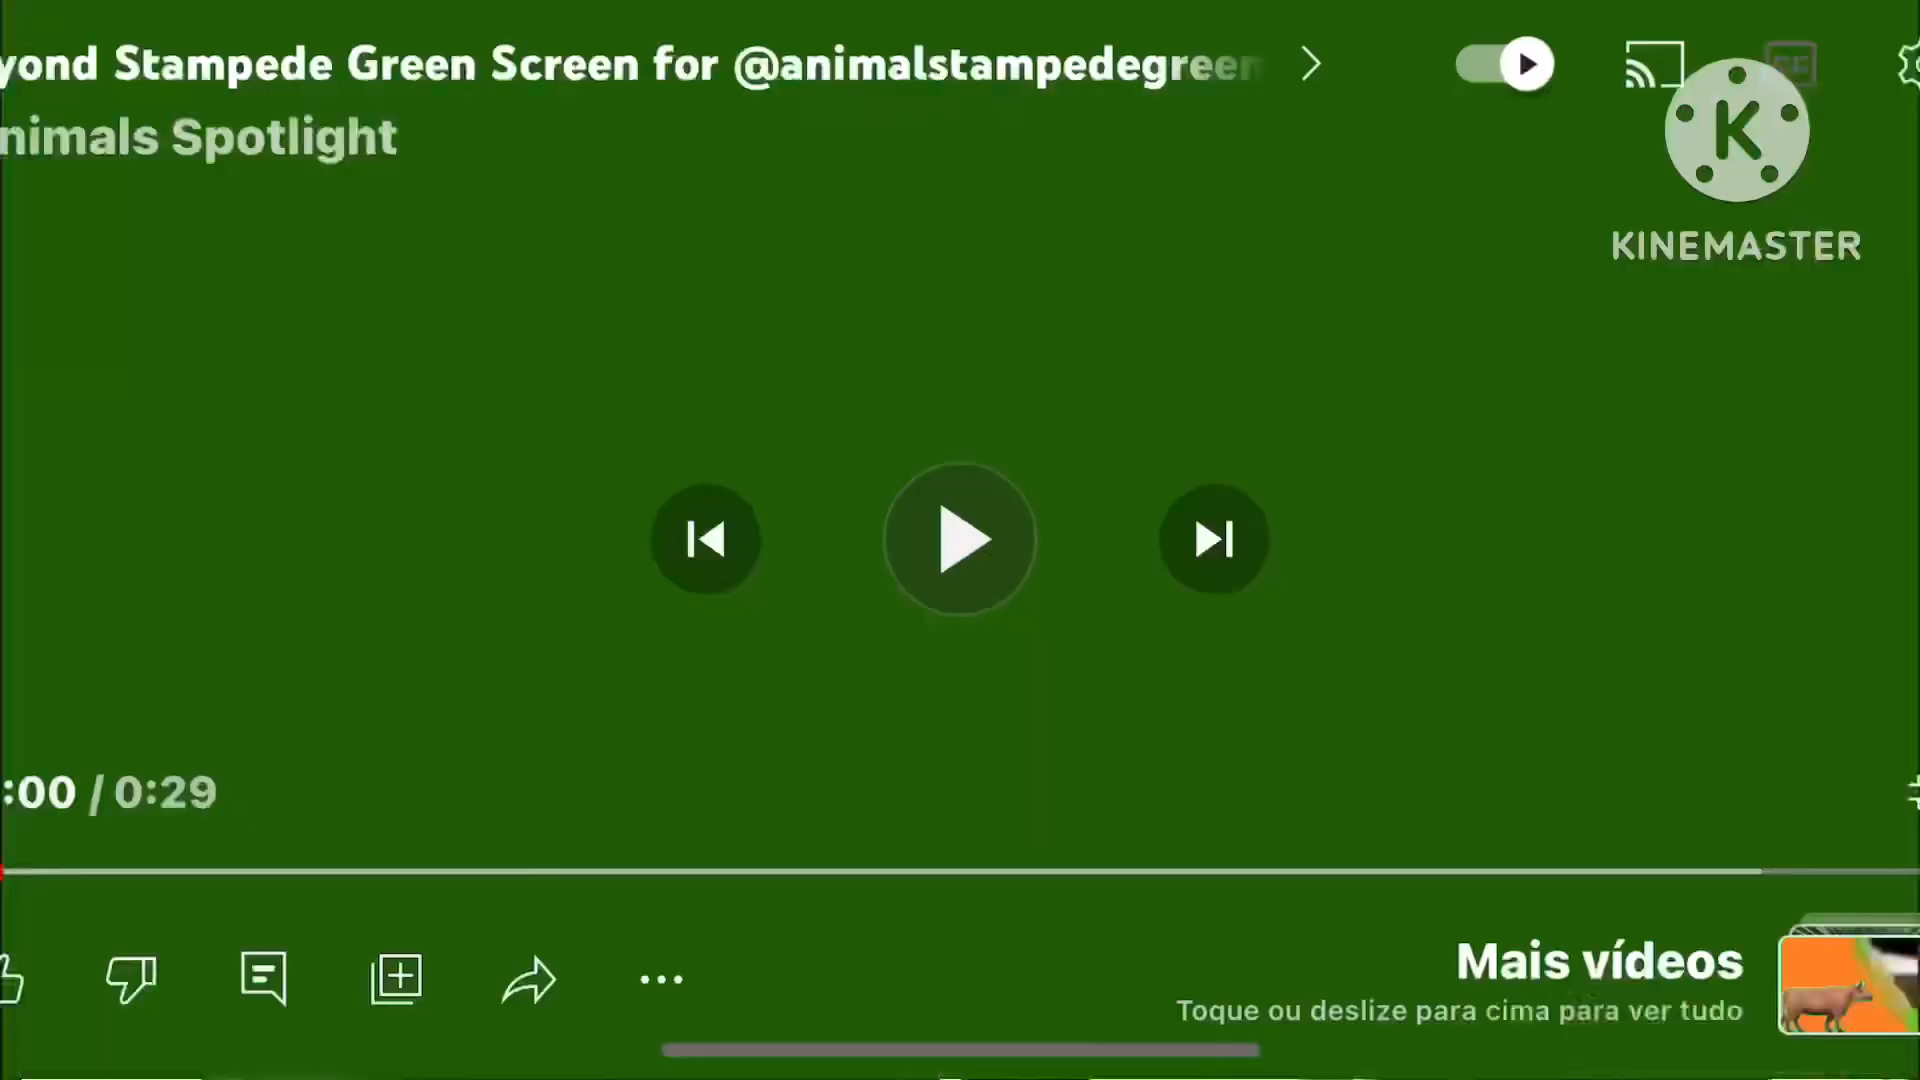 yond Stampede Green Screen for @animalstampedegreen
nimals Spotlight
K
KINEMASTER
:00 / 0:29
Mais vídeos
Toque ou deslize para cima para ver tudo